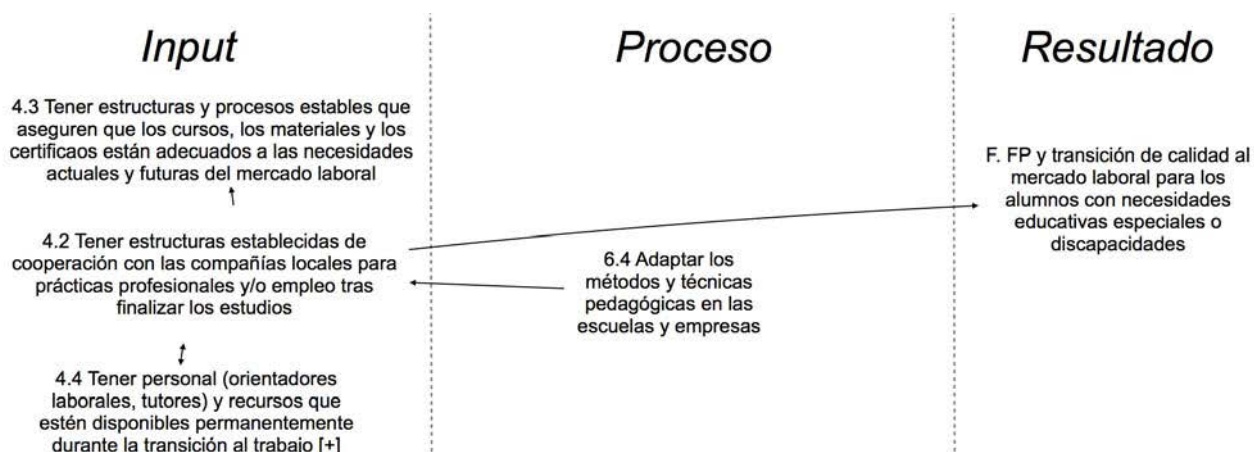 Input
Proceso
Resultado
4.3 Tener estructuras y procesos estables que
aseguren que los cursos, los materiales y los
certificaos están adecuados a las necesidades
actuales y futuras del mercado laboral
F. FP y transición de calidad al
mercado laboral para los
alumnos con necesidades
educativas especiales o
discapacidades
4.2 Tener estructuras establecidas de
cooperación con las compañías locales para
prácticas profesionales y/o empleo tras
finalizar los estudios
6.4 Adaptar los
métodos y técnicas
pedagógicas en las
escuelas y empresas
4.4 Tener personal (orientadores
laborales, tutores) y recursos que
estén disponibles permanentemente
durante la transición al trabajo [+]